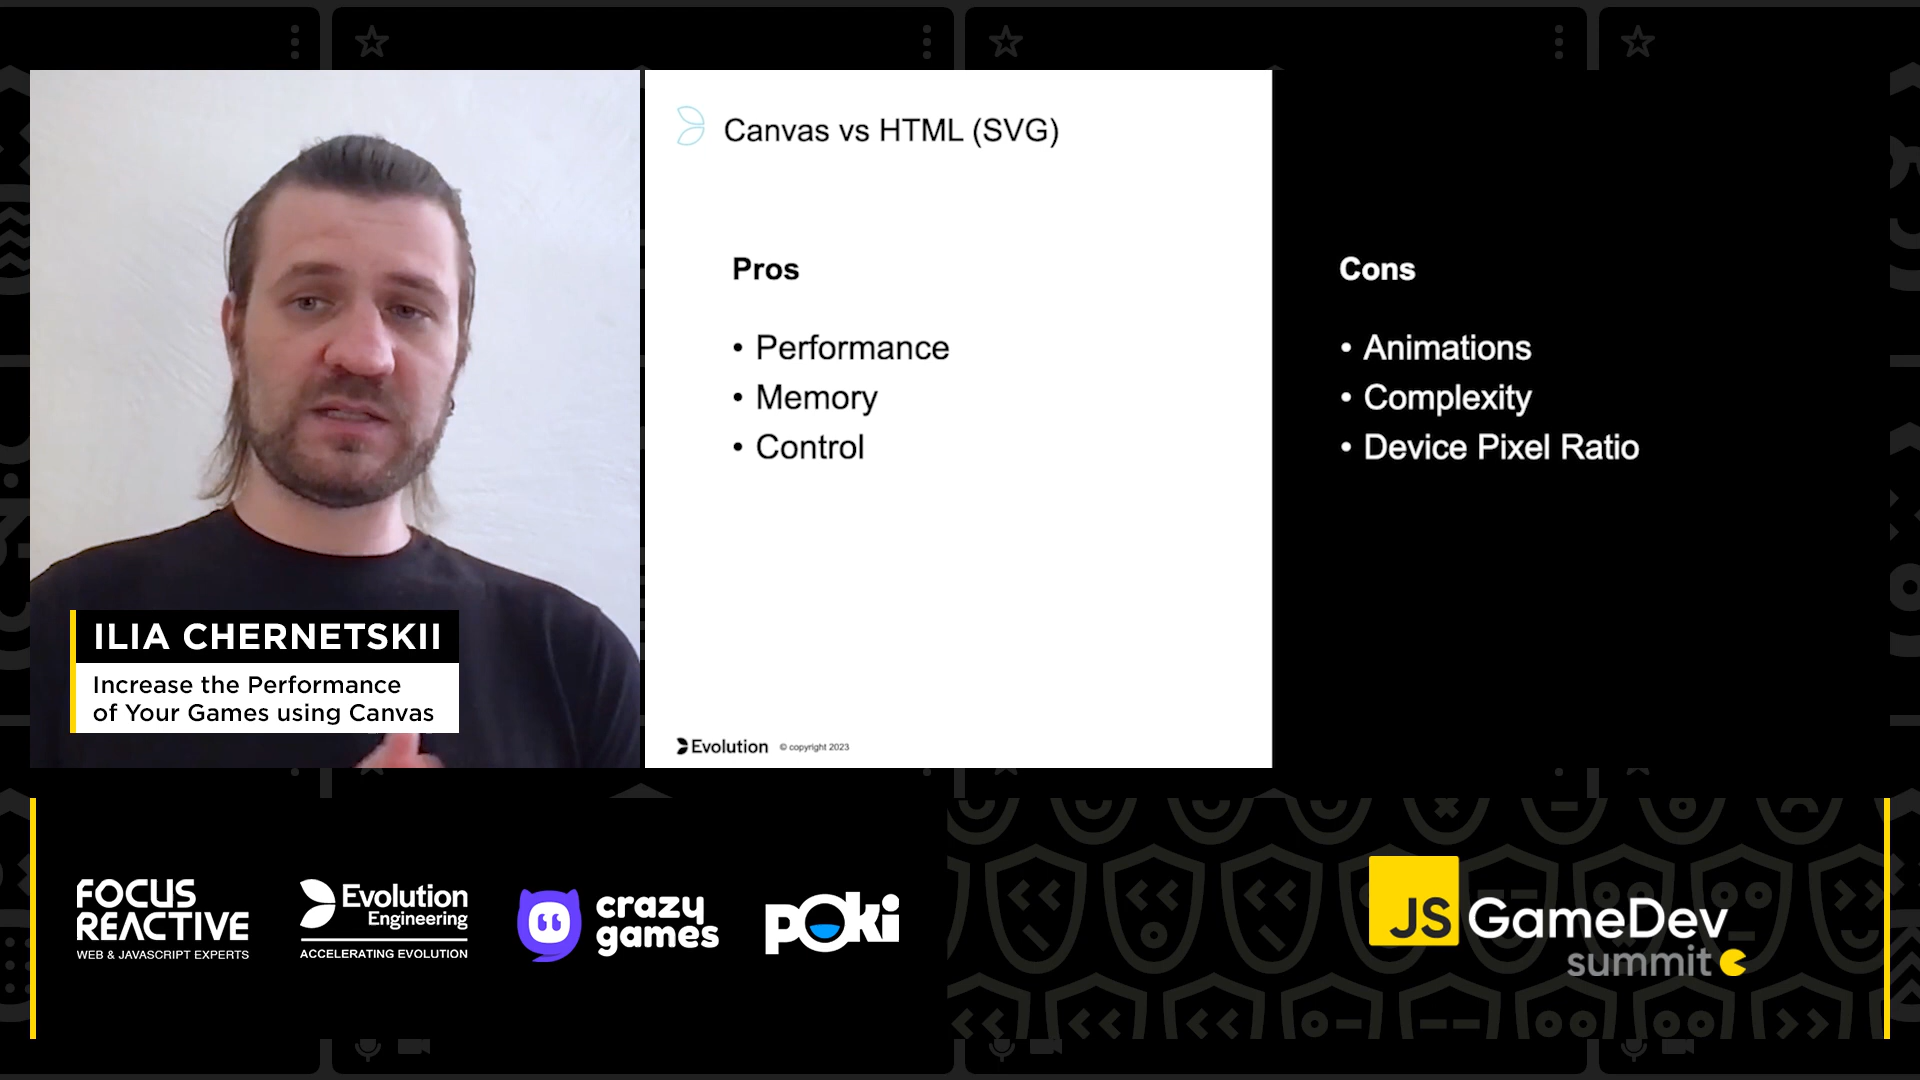 Canvas vs HTML (SVG)
Pros
• Performance
• Memory
• Control
Cons
• Animations
• Complexity
• Device Pixel Ratio
Evolution © copyright 2023
ILIA CHERNETSKII
Increase the Performance
of Your Games using Canvas
FOCUS
REACTIVE
WEB & JAVASCRIPT EXPERTS
Evolution
Engineering
ACCELERATING EVOLUTION
crazy
games
poki
JS GameDev
summit